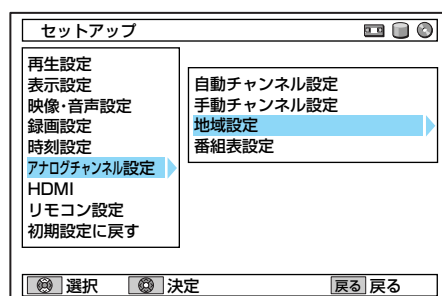 セットアップ
再生設定
表示設定
映像・音声設定
録画設定
時刻設定
アナログチャンネル設定
HDMI
リモコン設定
初期設定に戻す
自動チャンネル設定
手動チャンネル設定
地域設定
番組表設定
選択 決定 戻る 戻る